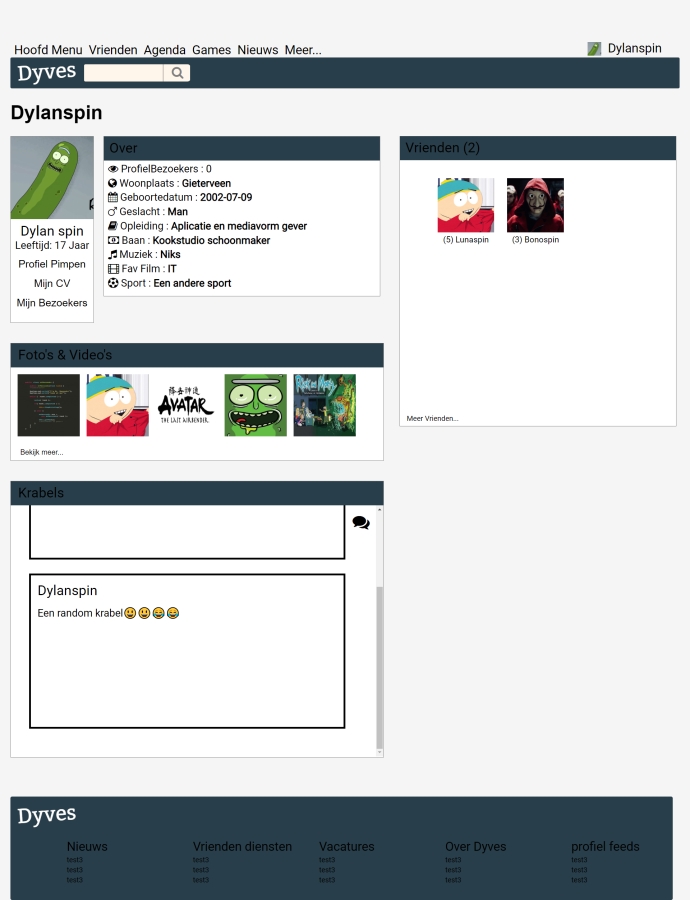 Hoofd Menu Vrienden Agenda Games Nieuws Meer...
Dylanspin
Dyves
Dylanspin
Dylan spin
Leeftijd: 17 Jaar
Profiel Pimpen
Mijn CV
Mijn Bezoekers
Over
ProfielBezoekers : 0
Woonplaats : Gieterveen
Geboortedatum : 2002-07-09
Geslacht : Man
Opleiding : Aplicatie en mediavorm gever
Baan : Kookstudio schoonmaker
Muziek : Niks
Fav Film : IT
Sport : Een andere sport
Vrienden (2)
(5) Lunaspin
(3) Bonospin
Meer Vrienden...
Foto's & Video's
AVATAR
THE LAST AIRBENDER
Rick and Morty
Bekijk meer...
Krabels
Dylanspin
Een random krabel😃😃😂😂
Dyves
Nieuws
test3
test3
test3
Vrienden diensten
test3
test3
test3
Vacatures
test3
test3
test3
Over Dyves
test3
test3
test3
profiel feeds
test3
test3
test3